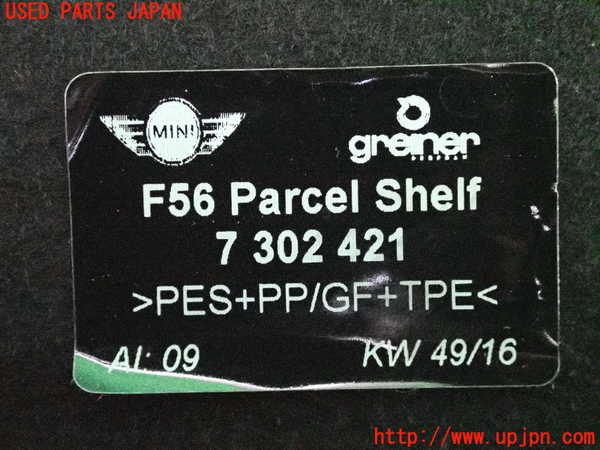 USED PARTS JAPAN
MINI
greiner
F56 Parcel Shelf
7 302 421
>PES+PP/GF+TPE<
AI: 09 KW 49/16
http://www.upjpn.com